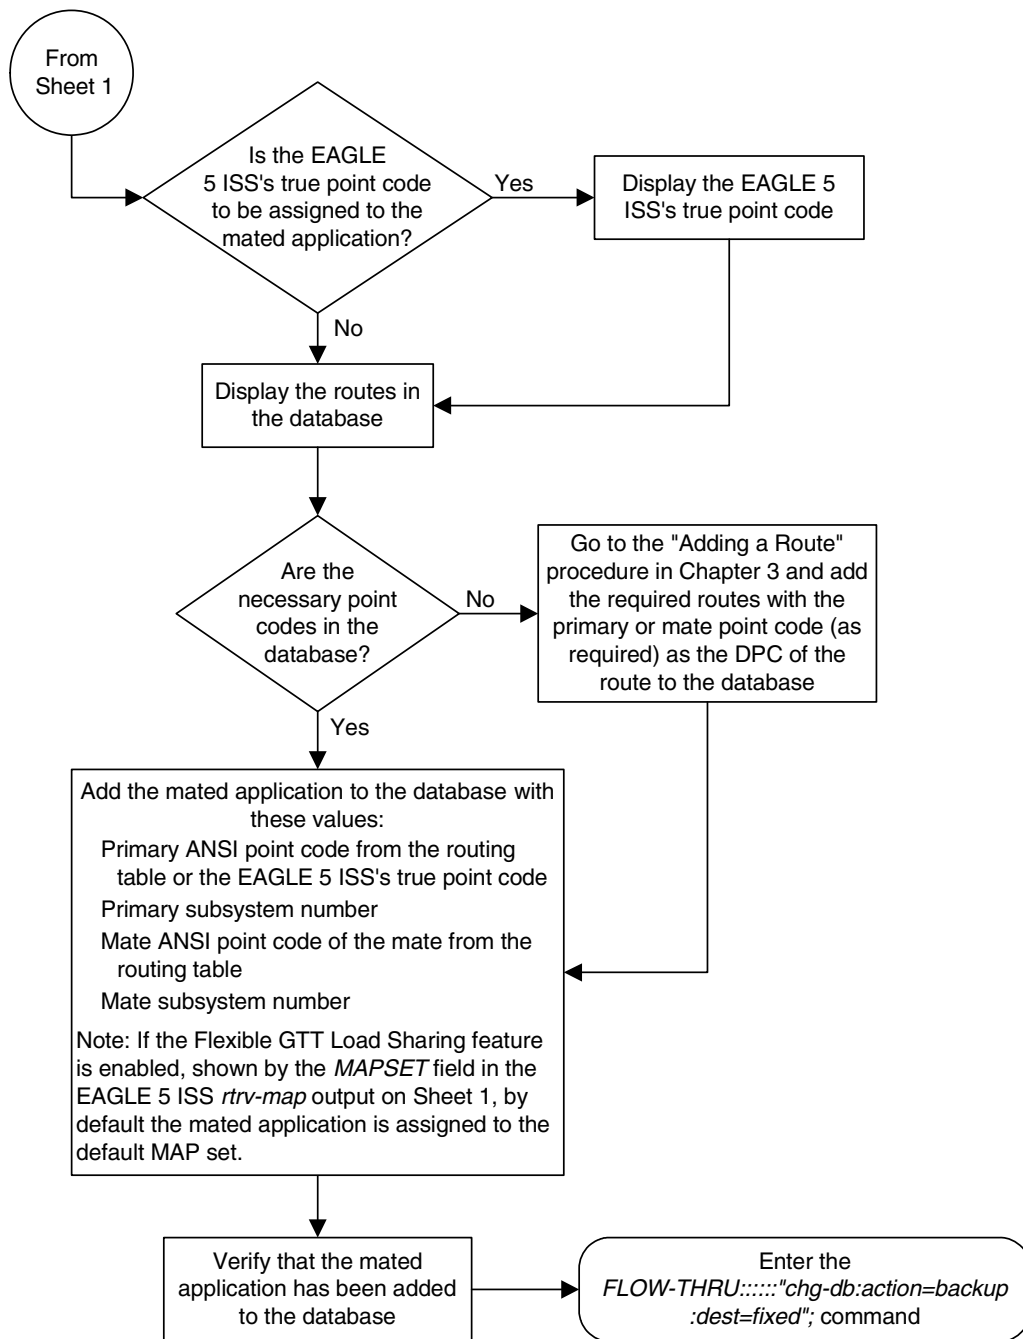 From
Sheet 1
Is the EAGLE
5 ISS's true point code
to be assigned to the
mated application?
Yes
Display the EAGLE 5
ISS's true point code
No
Display the routes in
the database
Are the
necessary point
codes in the
database?
No
Go to the "Adding a Route"
procedure in Chapter 3 and add
the required routes with the
primary or mate point code (as
required) as the DPC of the
route to the database
Yes
Add the mated application to the database with
these values:
Primary ANSI point code from the routing
table or the EAGLE 5 ISS's true point code
Primary subsystem number
Mate ANSI point code of the mate from the
routing table
Mate subsystem number
Note: If the Flexible GTT Load Sharing feature
is enabled, shown by the MAPSET field in the
EAGLE 5 ISS rtrv-map output on Sheet 1, by
default the mated application is assigned to the
default MAP set.
Verify that the mated
application has been added
to the database
Enter the
FLOW-THRU::::::"chg-db:action=backup
:dest=fixed"; command